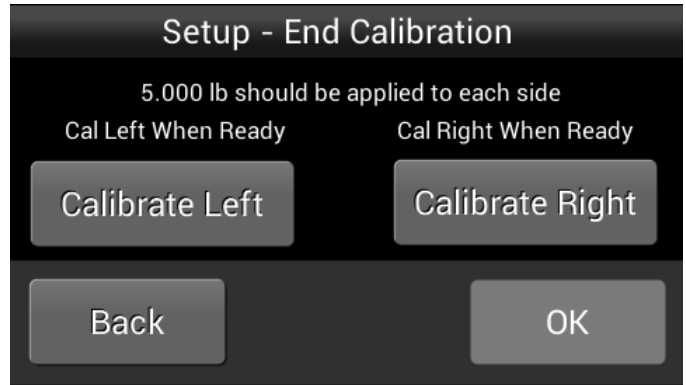 Setup - End Calibration
5.000 lb should be applied to each side
Cal Left When Ready
Cal Right When Ready
Calibrate Left
Calibrate Right
Back
OK